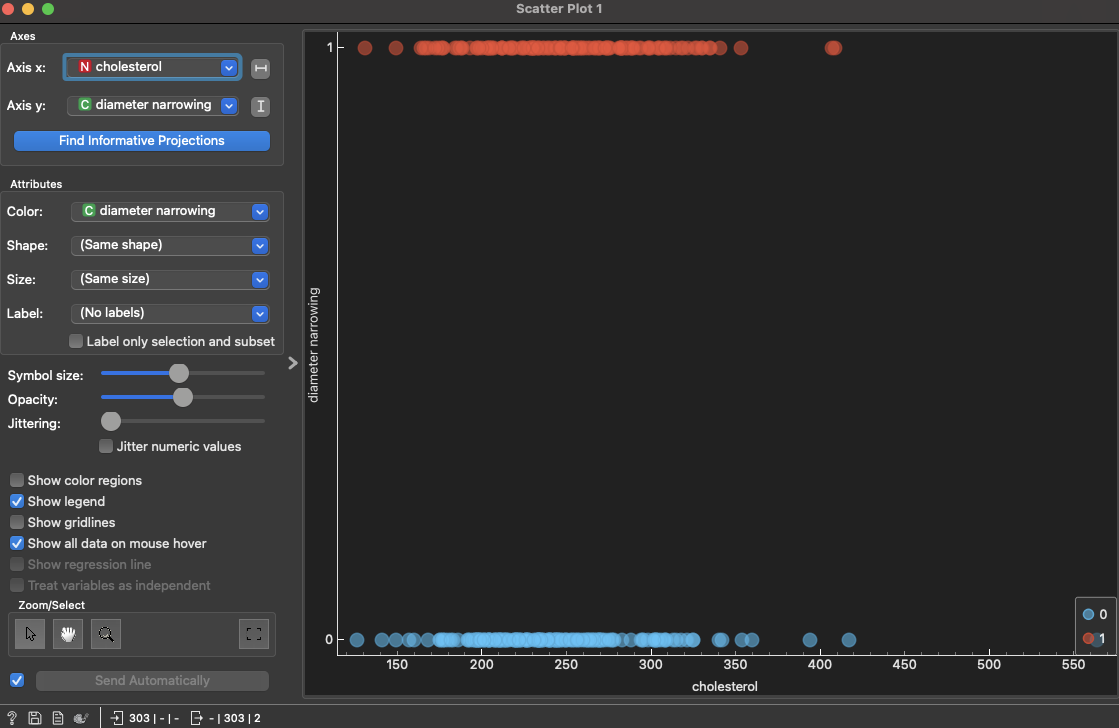 Scatter Plot 1
Axes
Axis x: N cholesterol
Axis y: C diameter narrowing
Find Informative Projections
Attributes
Color: C diameter narrowing
Shape: (Same shape)
Size: (Same size)
Label: (No labels)
Label only selection and subset
Symbol size:
Opacity:
Jittering:
Jitter numeric values
Show color regions
Show legend
Show gridlines
Show all data on mouse hover
Show regression line
Treat variables as independent
Zoom/Select
Send Automatically
? 303 | - | - - | 303 | 2
1
diameter narrowing
0
150 200 250 300 350 400 450 500 550
cholesterol
0
1